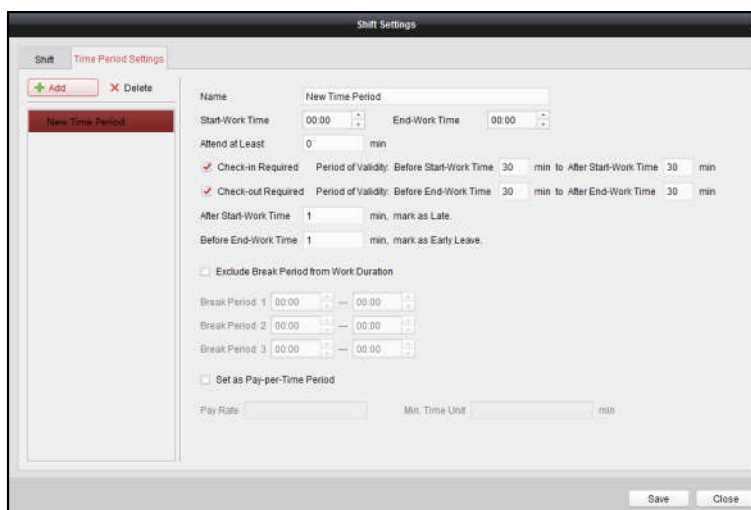 Shift Settings
Shift Time Period Settings
Add Delete
New Time Period
Name New Time Period
Start-Work Time 00:00 End-Work Time 00:00
Attend at Least 0 min
Check-in Required Period of Validity: Before Start-Work Time 30 min to After Start-Work Time 30 min
Check-out Required Period of Validity: Before End-Work Time 30 min to After End-Work Time 30 min
After Start-Work Time 1 min, mark as Late.
Before End-Work Time 1 min, mark as Early Leave.
Exclude Break Period from Work Duration
Break Period 1 00:00 — 00:00
Break Period 2 00:00 — 00:00
Break Period 3 00:00 — 00:00
Set as Pay-per-Time Period
Pay Rate Min. Time Unit min
Save Close